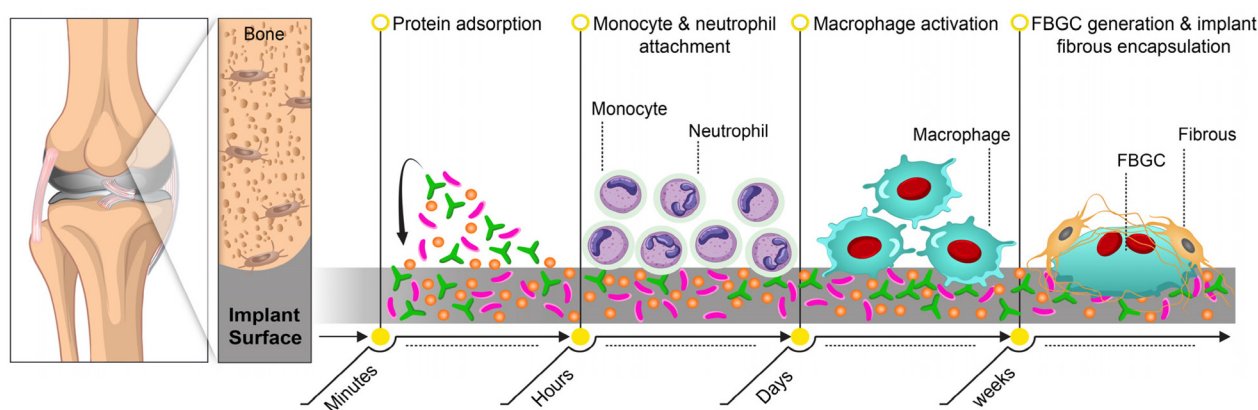 Bone
Implant
Surface
Protein adsorption
Monocyte & neutrophil
attachment
Macrophage activation
FBGC generation & implant
fibrous encapsulation
Monocyte
Neutrophil
Macrophage
FBGC
Fibrous
Minutes
Hours
Days
weeks